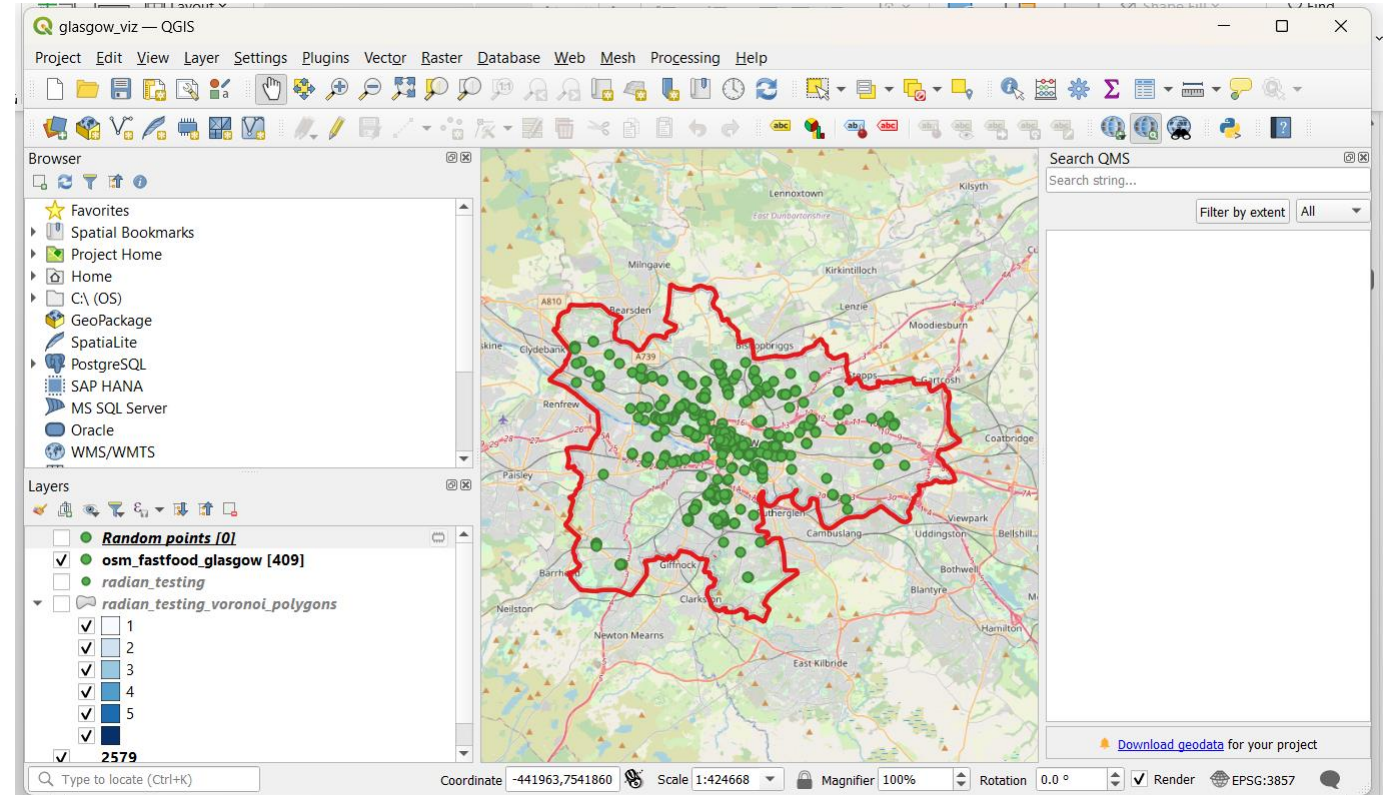 glasgow_viz — QGIS
Project Edit View Layer Settings Plugins Vector Raster Database Web Mesh Processing Help
Browser
Favorites
Spatial Bookmarks
Project Home
Home
C:\ (OS)
GeoPackage
SpatiaLite
PostgreSQL
SAP HANA
MS SQL Server
Oracle
WMS/WMTS
Layers
Random points [0]
osm_fastfood_glasgow [409]
radian_testing
radian_testing_voronoi_polygons
1
2
3
4
5
2579
Lennoxtown
Kilsyth
East Dunbartonshire
Milngavie
Kirkintilloch
A810
Bearsden
Lenzie
Moodiesburn
Clydebank
A739
Bishopbriggs
Stepps
Gartcosh
Renfrew
Coatbridge
Paisley
Viewpark
Cambuslang
Uddingston
Bellshill
Giffnock
Bothwell
Blantyre
Neilston
Clarkston
Newton Mearns
Hamilton
East Kilbride
Search QMS
Search string...
Filter by extent All
Download geodata for your project
Type to locate (Ctrl+K)
Coordinate -441963,7541860 Scale 1:424668 Magnifier 100% Rotation 0.0 ° Render EPSG:3857